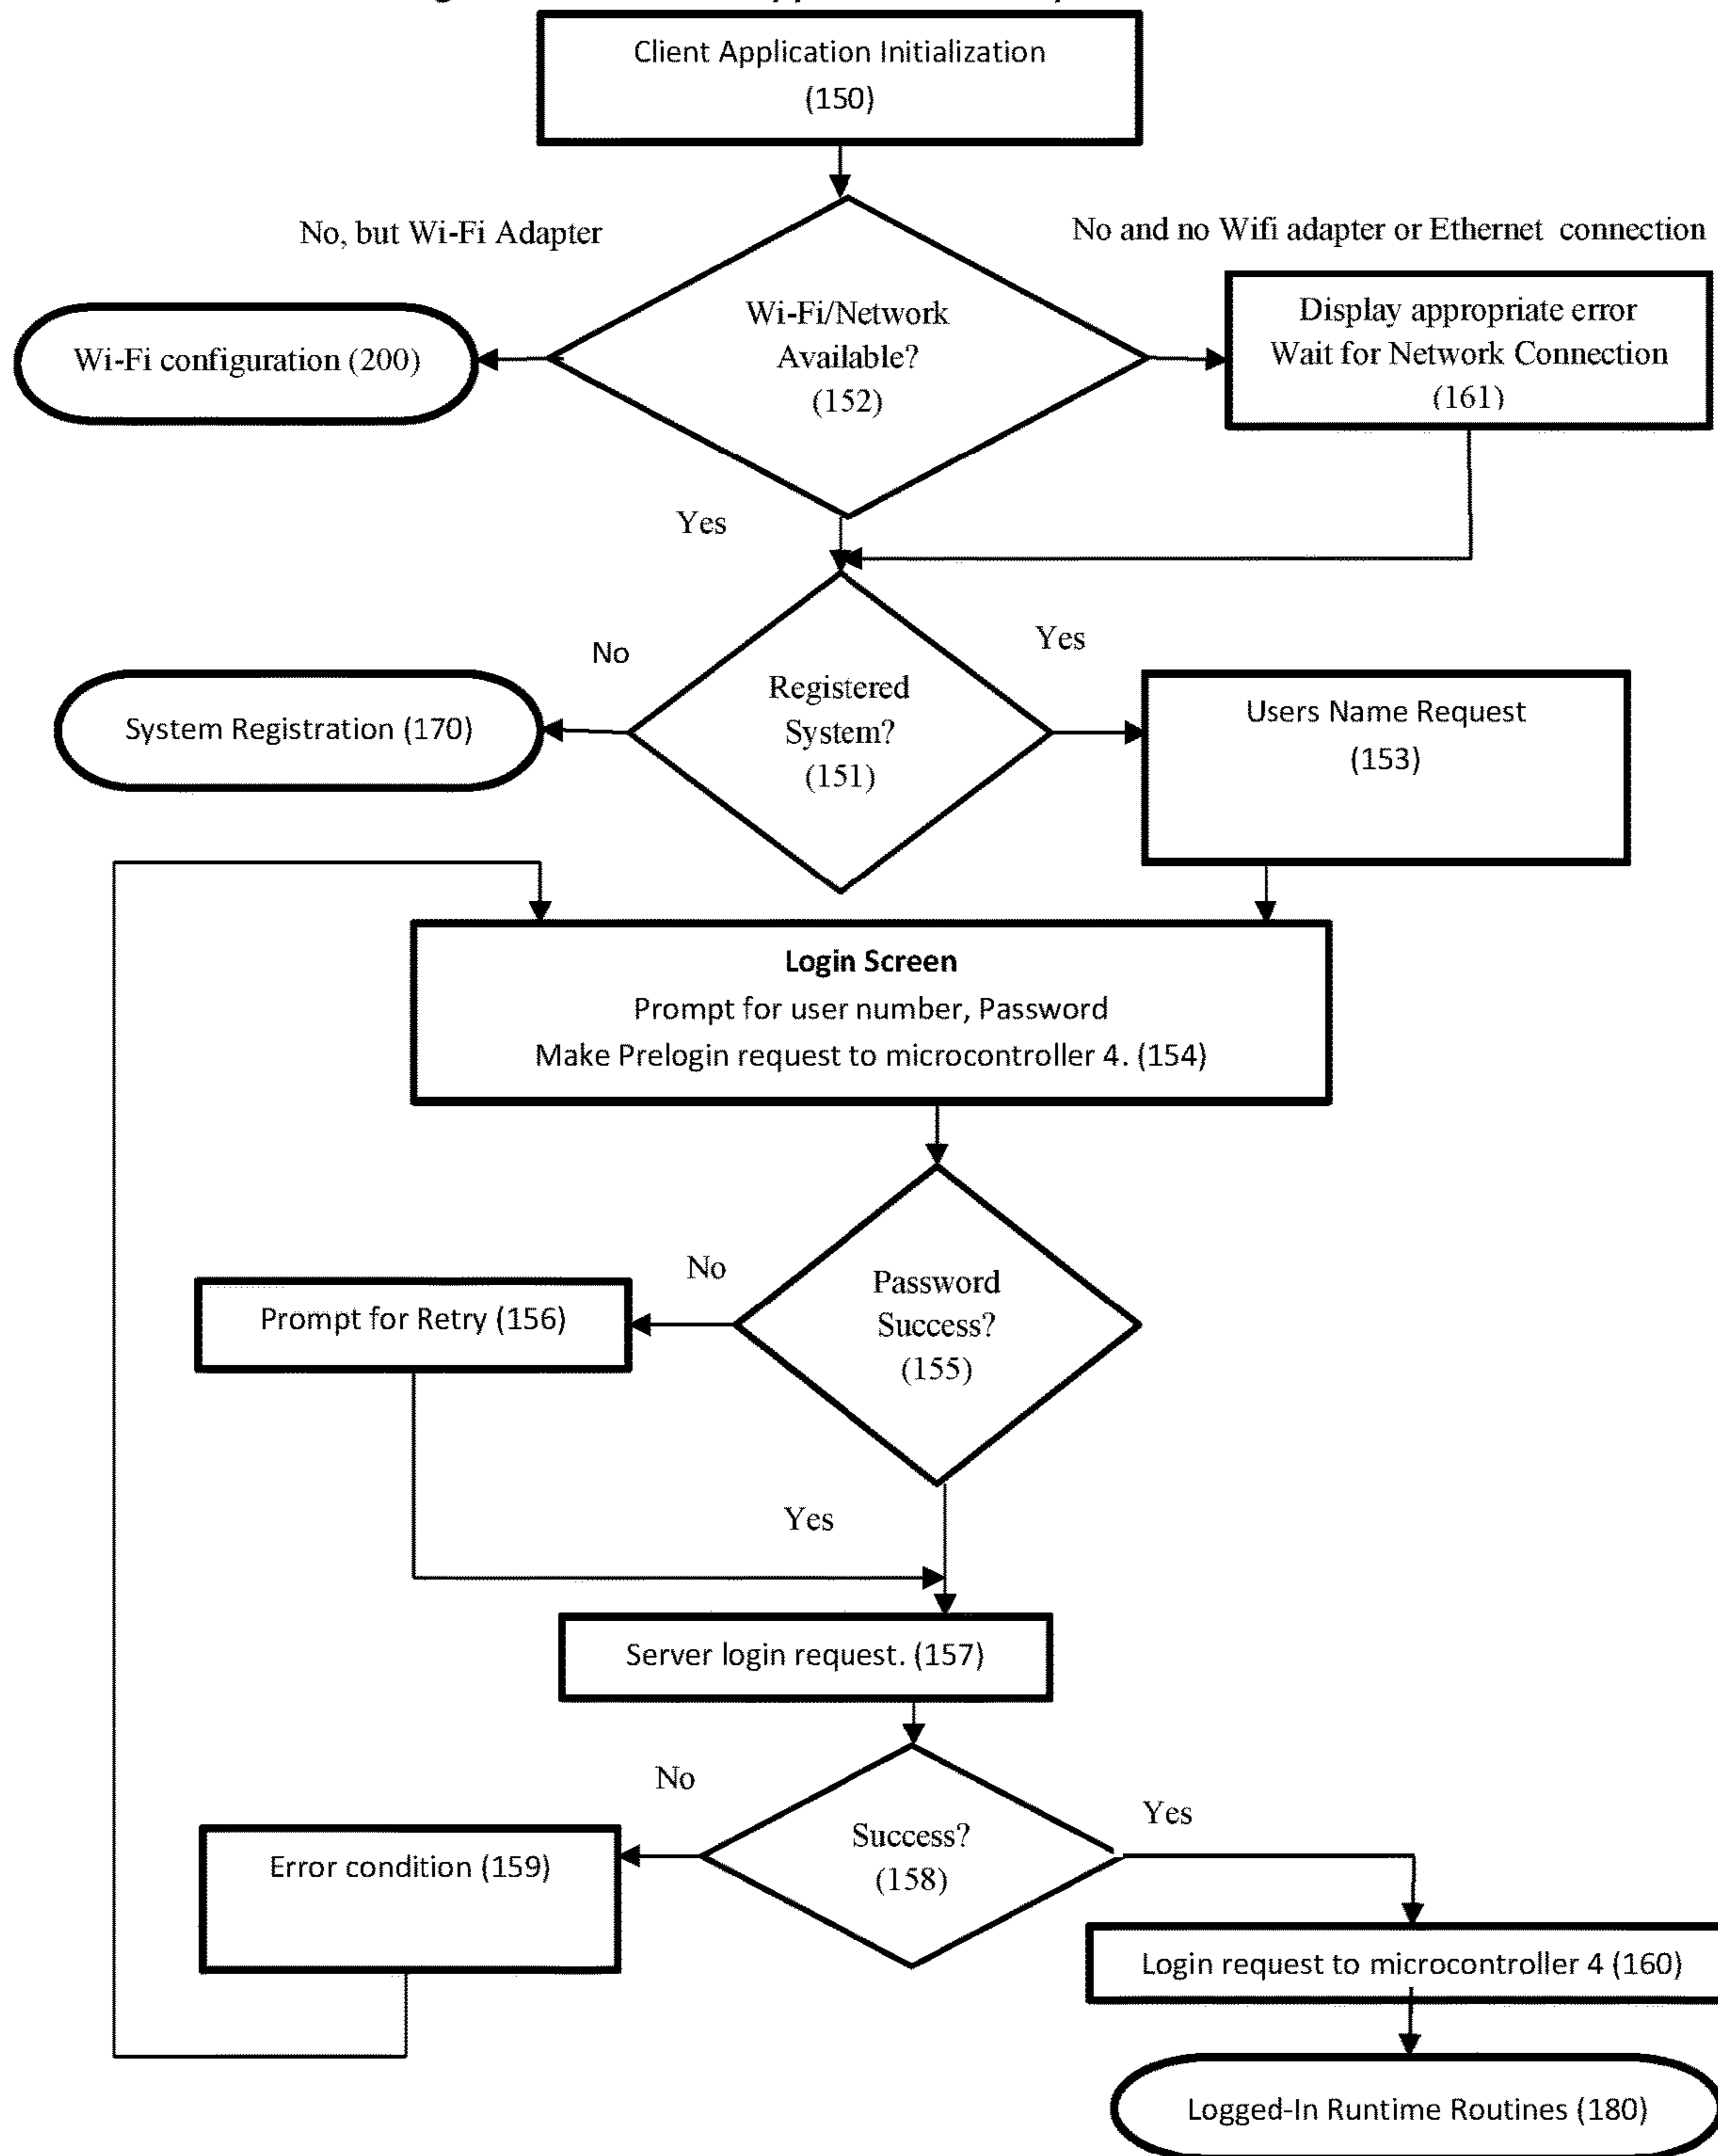 Client Application Initialization
(150)
No, but Wi-Fi Adapter
No and no Wifi adapter or Ethernet connection
Wi-Fi/Network
Available?
(152)
Wi-Fi configuration (200)
Display appropriate error
Wait for Network Connection
(161)
Yes
No
Yes
Registered
System?
(151)
System Registration (170)
Users Name Request
(153)
Login Screen
Prompt for user number, Password
Make Prelogin request to microcontroller 4. (154)
No
Password
Success?
(155)
Prompt for Retry (156)
Yes
Server login request. (157)
No
Yes
Success?
(158)
Error condition (159)
Login request to microcontroller 4 (160)
Logged-In Runtime Routines (180)